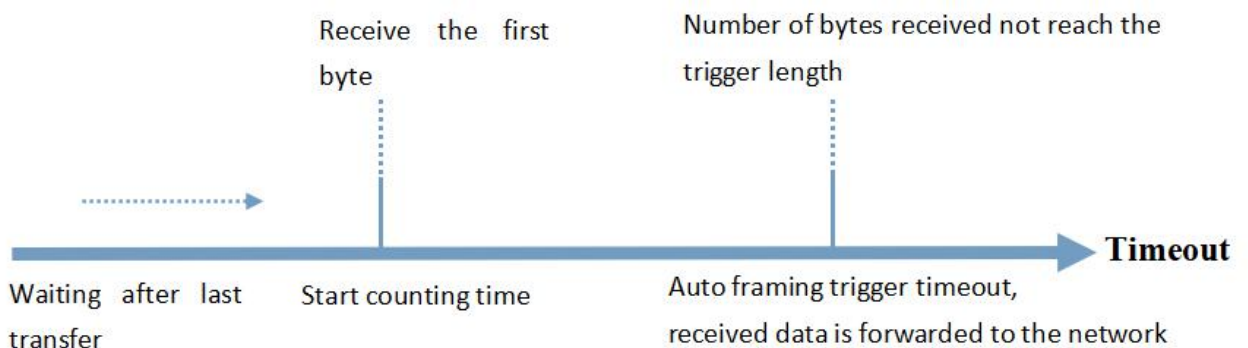 Receive the first
byte
Number of bytes received not reach the
trigger length
Timeout
Waiting after last
transfer
Start counting time
Auto framing trigger timeout,
received data is forwarded to the network